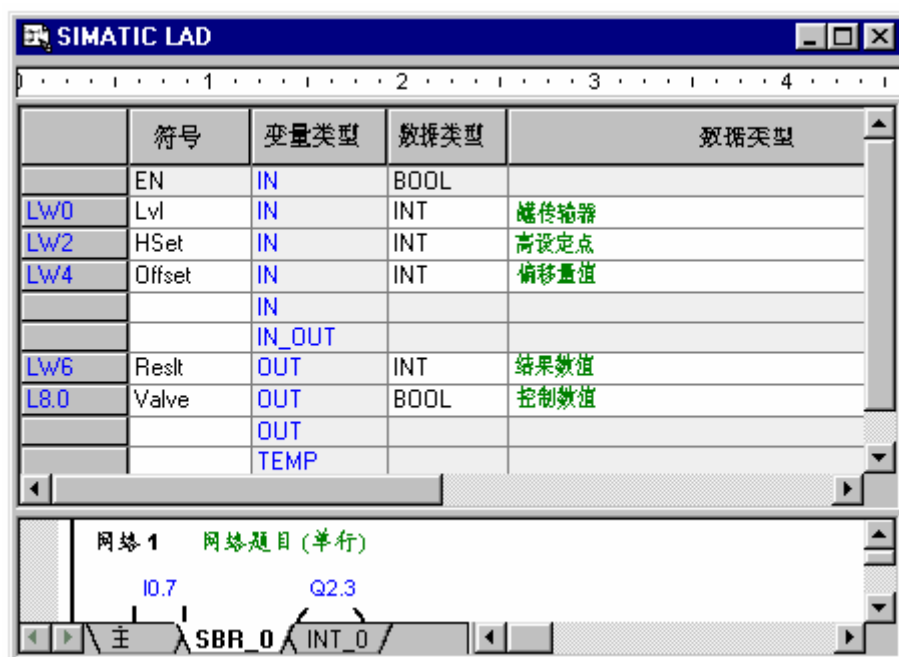 SIMATIC LAD
1 2 3 4
符号 变量类型 数据类型 数据类型
EN IN BOOL
LW0 Lvl IN INT 罐传输器
LW2 HSet IN INT 高设定点
LW4 Offset IN INT 偏移量值
IN
IN_OUT
LW6 Reslt OUT INT 结果数值
L8.0 Valve OUT BOOL 控制数值
OUT
TEMP
网络 1 网络题目 (单行)
I0.7 Q2.3
主 SBR_0 INT_0